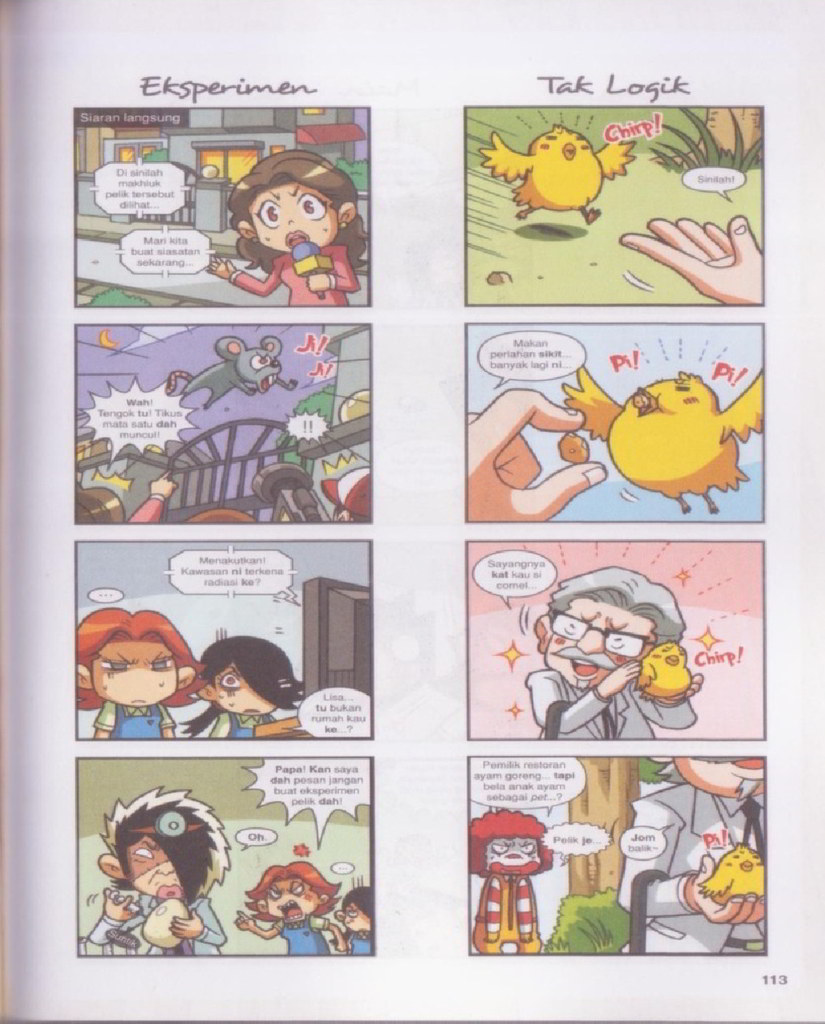 Eksperimen
Siaran langsung
Di sinilah
makhluk
pelik tersebut
dilihat...
Mari kita
buat siasatan
sekarang...
Ji!
Ji!
Wah!
Tengok tu! Tikus
mata satu dah
muncul!
!!
Menakutkan!
Kawasan ni terkena
radiasi ke?
...
Lisa...
tu bukan
rumah kau
ke...?
Papa! Kan saya
dah pesan jangan
buat eksperimen
pelik dah!
Oh.
...
Tak Logik
Chirp!
Sinilah!
Makan
perlahan sikit...
banyak lagi ni...
Pi!
Pi!
Sayangnya
kat kau si
comel...
Chirp!
Pemilik restoran
ayam goreng... tapi
bela anak ayam
sebagai pet...?
Pelik je...
Jom
balik~
Pi!
113